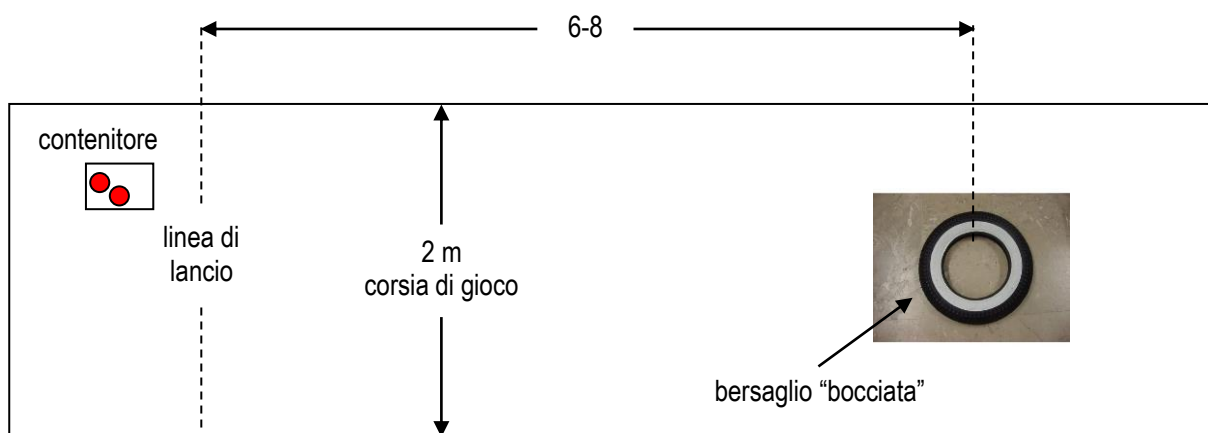 6-8
contenitore
linea di
lancio
2 m
corsia di gioco
bersaglio “bocciata”